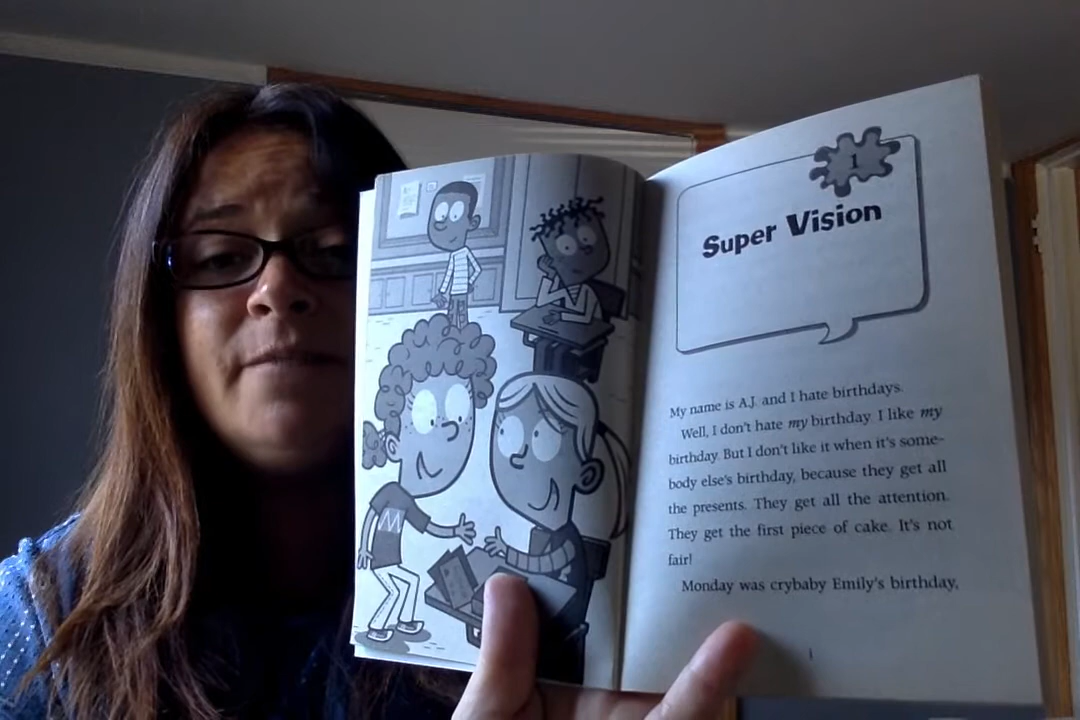 1
Super Vision
My name is A.J. and I hate birthdays.
Well, I don't hate my birthday. I like my
birthday. But I don't like it when it's some-
body else's birthday, because they get all
the presents. They get all the attention.
They get the first piece of cake. It's not
fair!
Monday was crybaby Emily's birthday,
1